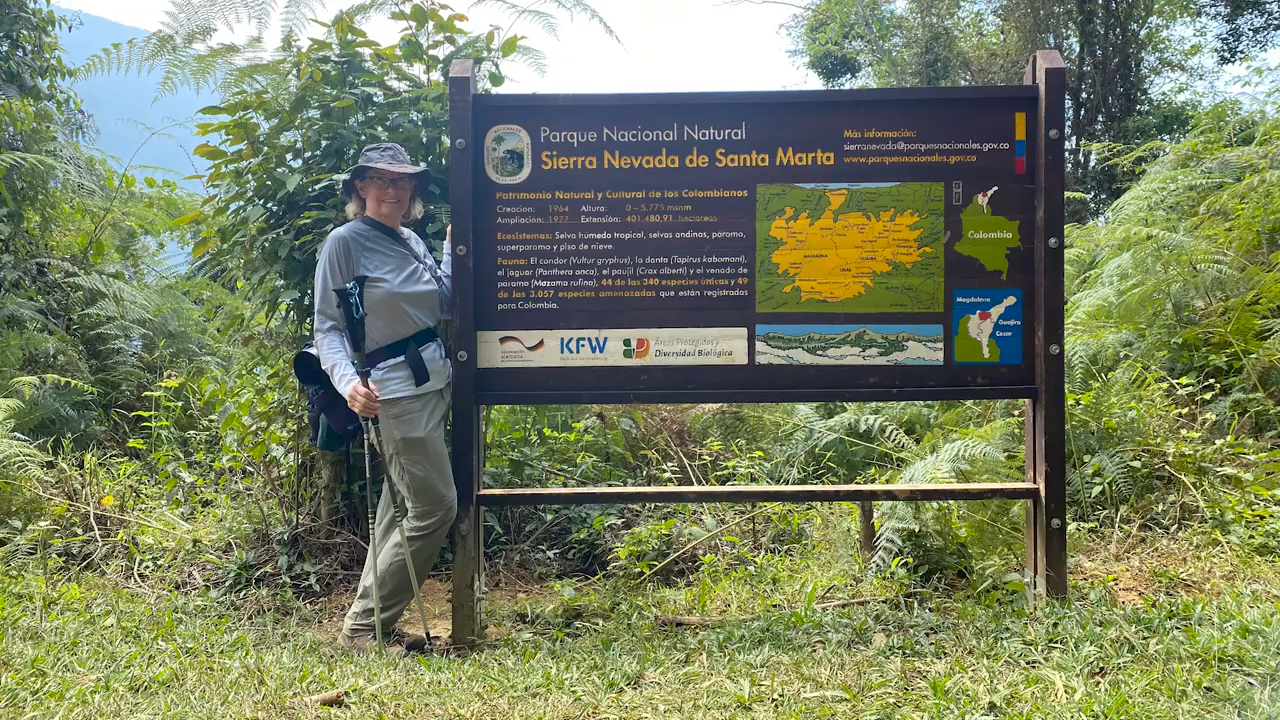 Parque Nacional Natural
Sierra Nevada de Santa Marta
Más información:
sierranevada@parquesnacionales.gov.co
www.parquesnacionales.gov.co
Patrimonio Natural y Cultural de los Colombianos
Creación: 1964 Altura: 0 – 5.775 msnm
Ampliación: 1977 Extensión: 401.480,91 hectáreas
Ecosistemas: Selva húmeda tropical, selvas andinas, páramo,
superparamo y piso de nieve.
Fauna: El condor (Vultur gryphus), la danta (Tapirus kabomani),
el jaguar (Panthera onca), el paujil (Crax alberti) y el venado de
páramo (Mazama rufina), 44 de las 340 especies únicas y 49
de las 3.057 especies amenazadas que están registradas
para Colombia.
MAGDALENA
GUAJIRA
CESAR
Colombia
Magdalena
Guajira
Cesar
KFW
Áreas Protegidas y
Diversidad Biológica